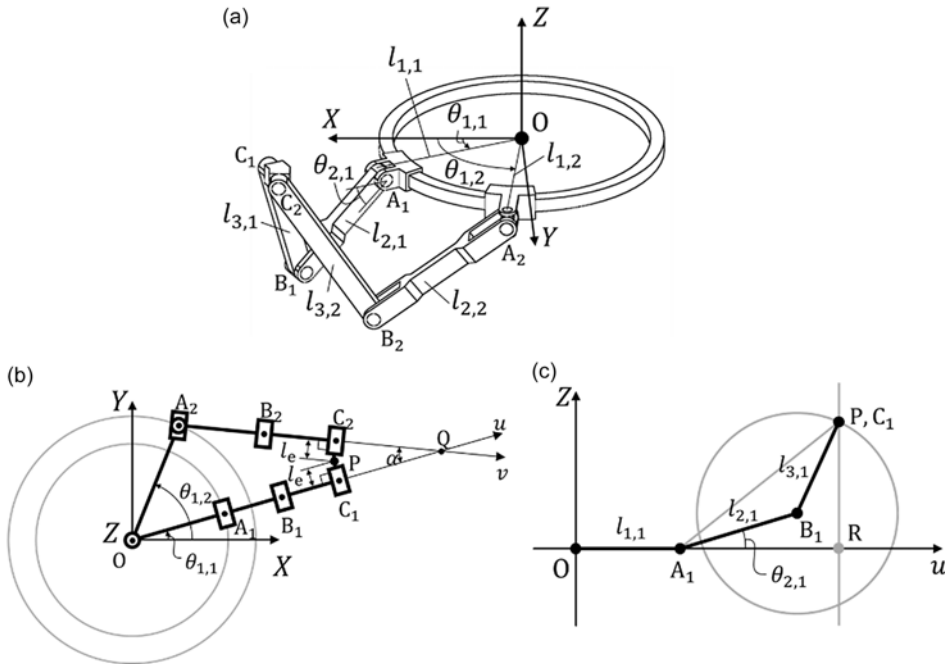 (a)
Z
l₁,₁
X
θ₁,₁
O
C₁
θ₂,₁
θ₁,₂
l₁,₂
C₂
A₁
l₃,₁
l₂,₁
Y
A₂
B₁
l₃,₂
l₂,₂
B₂
(b)
Y
A₂
B₂
C₂
Q
u
lₑ
α
v
P
lₑ
θ₁,₂
C₁
Z
A₁
B₁
O
X
θ₁,₁
(c)
Z
P, C₁
l₃,₁
l₂,₁
l₁,₁
B₁
R
O
A₁
θ₂,₁
u